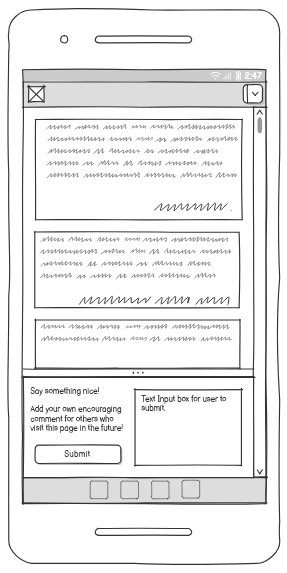 2:47
Say something nice!
Add your own encouraging
comment for others who
visit this page in the future!
Submit
Text Input box for user to
submit.